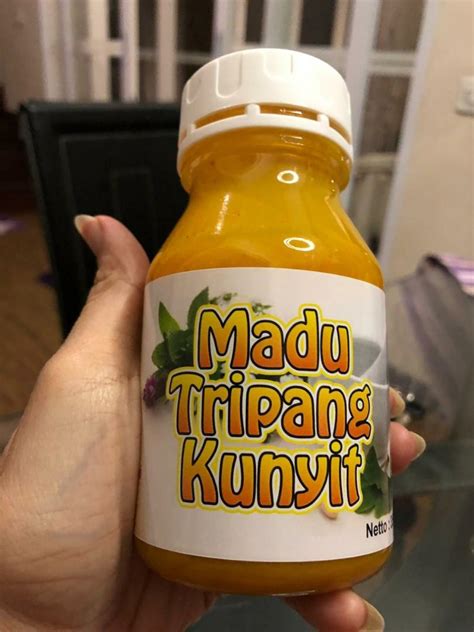 Madu
Tripang
Kunyit
Netto :